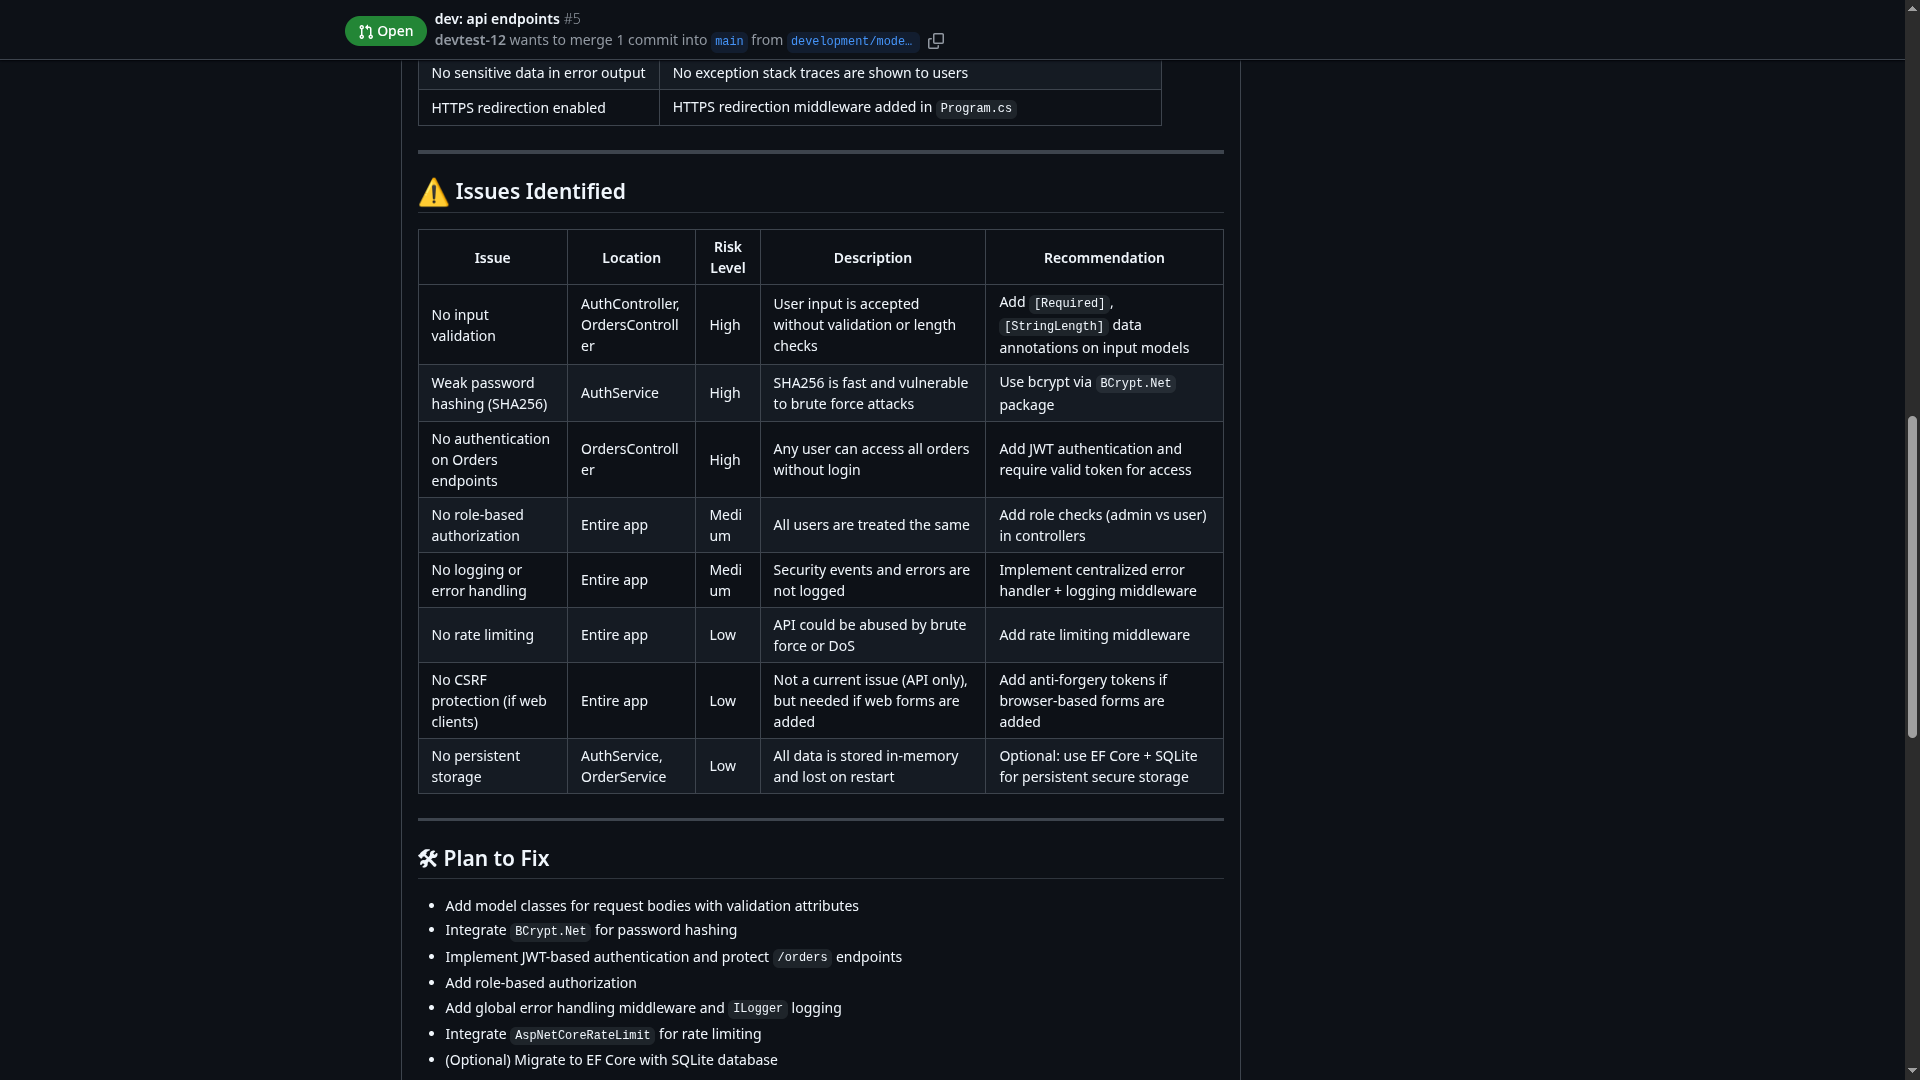 Open
dev: api endpoints #5
devtest-12 wants to merge 1 commit into main from development/mode…
No sensitive data in error output
No exception stack traces are shown to users
HTTPS redirection enabled
HTTPS redirection middleware added in Program.cs
⚠️ Issues Identified
Issue
Location
Risk
Level
Description
Recommendation
No input
validation
AuthController,
OrdersControll
er
High
User input is accepted
without validation or length
checks
Add [Required],
[StringLength] data
annotations on input models
Weak password
hashing (SHA256)
AuthService
High
SHA256 is fast and vulnerable
to brute force attacks
Use bcrypt via BCrypt.Net
package
No authentication
on Orders
endpoints
OrdersControll
er
High
Any user can access all orders
without login
Add JWT authentication and
require valid token for access
No role-based
authorization
Entire app
Medi
um
All users are treated the same
Add role checks (admin vs user)
in controllers
No logging or
error handling
Entire app
Medi
um
Security events and errors are
not logged
Implement centralized error
handler + logging middleware
No rate limiting
Entire app
Low
API could be abused by brute
force or DoS
Add rate limiting middleware
No CSRF
protection (if web
clients)
Entire app
Low
Not a current issue (API only),
but needed if web forms are
added
Add anti-forgery tokens if
browser-based forms are
added
No persistent
storage
AuthService,
OrderService
Low
All data is stored in-memory
and lost on restart
Optional: use EF Core + SQLite
for persistent secure storage
🛠 Plan to Fix
• Add model classes for request bodies with validation attributes
• Integrate BCrypt.Net for password hashing
• Implement JWT-based authentication and protect /orders endpoints
• Add role-based authorization
• Add global error handling middleware and ILogger logging
• Integrate AspNetCoreRateLimit for rate limiting
• (Optional) Migrate to EF Core with SQLite database